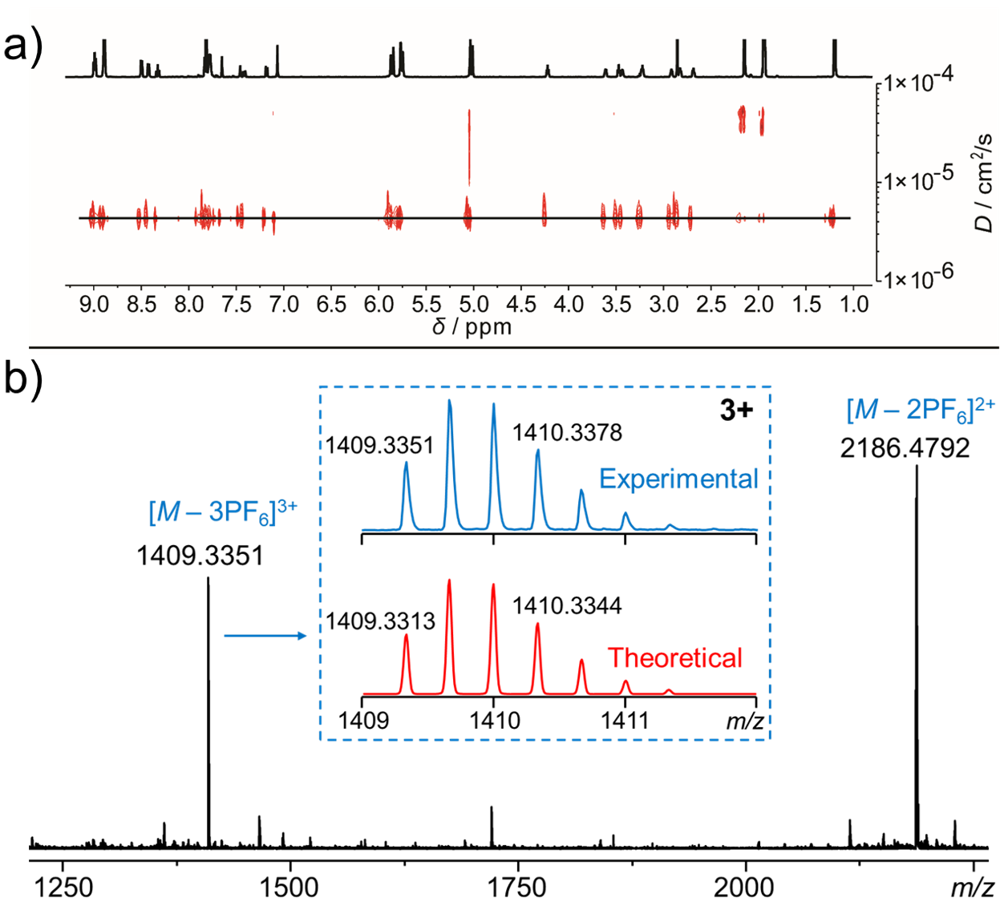 a)
1×10⁻⁴
1×10⁻⁵
1×10⁻⁶
D / cm²/s
9.0 8.5 8.0 7.5 7.0 6.5 6.0 5.5 5.0 4.5 4.0 3.5 3.0 2.5 2.0 1.5 1.0
δ / ppm
b)
[M – 3PF₆]³⁺
1409.3351
3+
1409.3351
1410.3378
Experimental
1409.3313
1410.3344
Theoretical
1409 1410 1411 m/z
[M – 2PF₆]²⁺
2186.4792
1250 1500 1750 2000 m/z